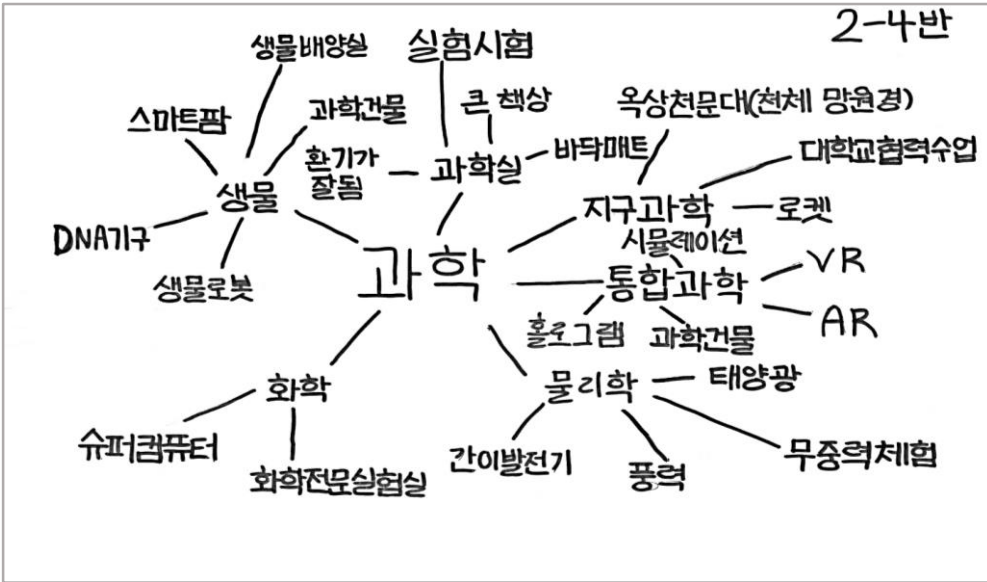 2-4반
생물배양실
실험시험
스마트팜
과학건물
큰 책상
옥상천문대(천체 망원경)
환기가
잘됨
과학실
바닥매트
대학교협력수업
생물
지구과학
로켓
DNA기구
시뮬레이션
과학
통합과학
VR
생물로봇
홀로그램
과학건물
AR
화학
물리학
태양광
슈퍼컴퓨터
간이발전기
무중력체험
화학전문실험실
풍력